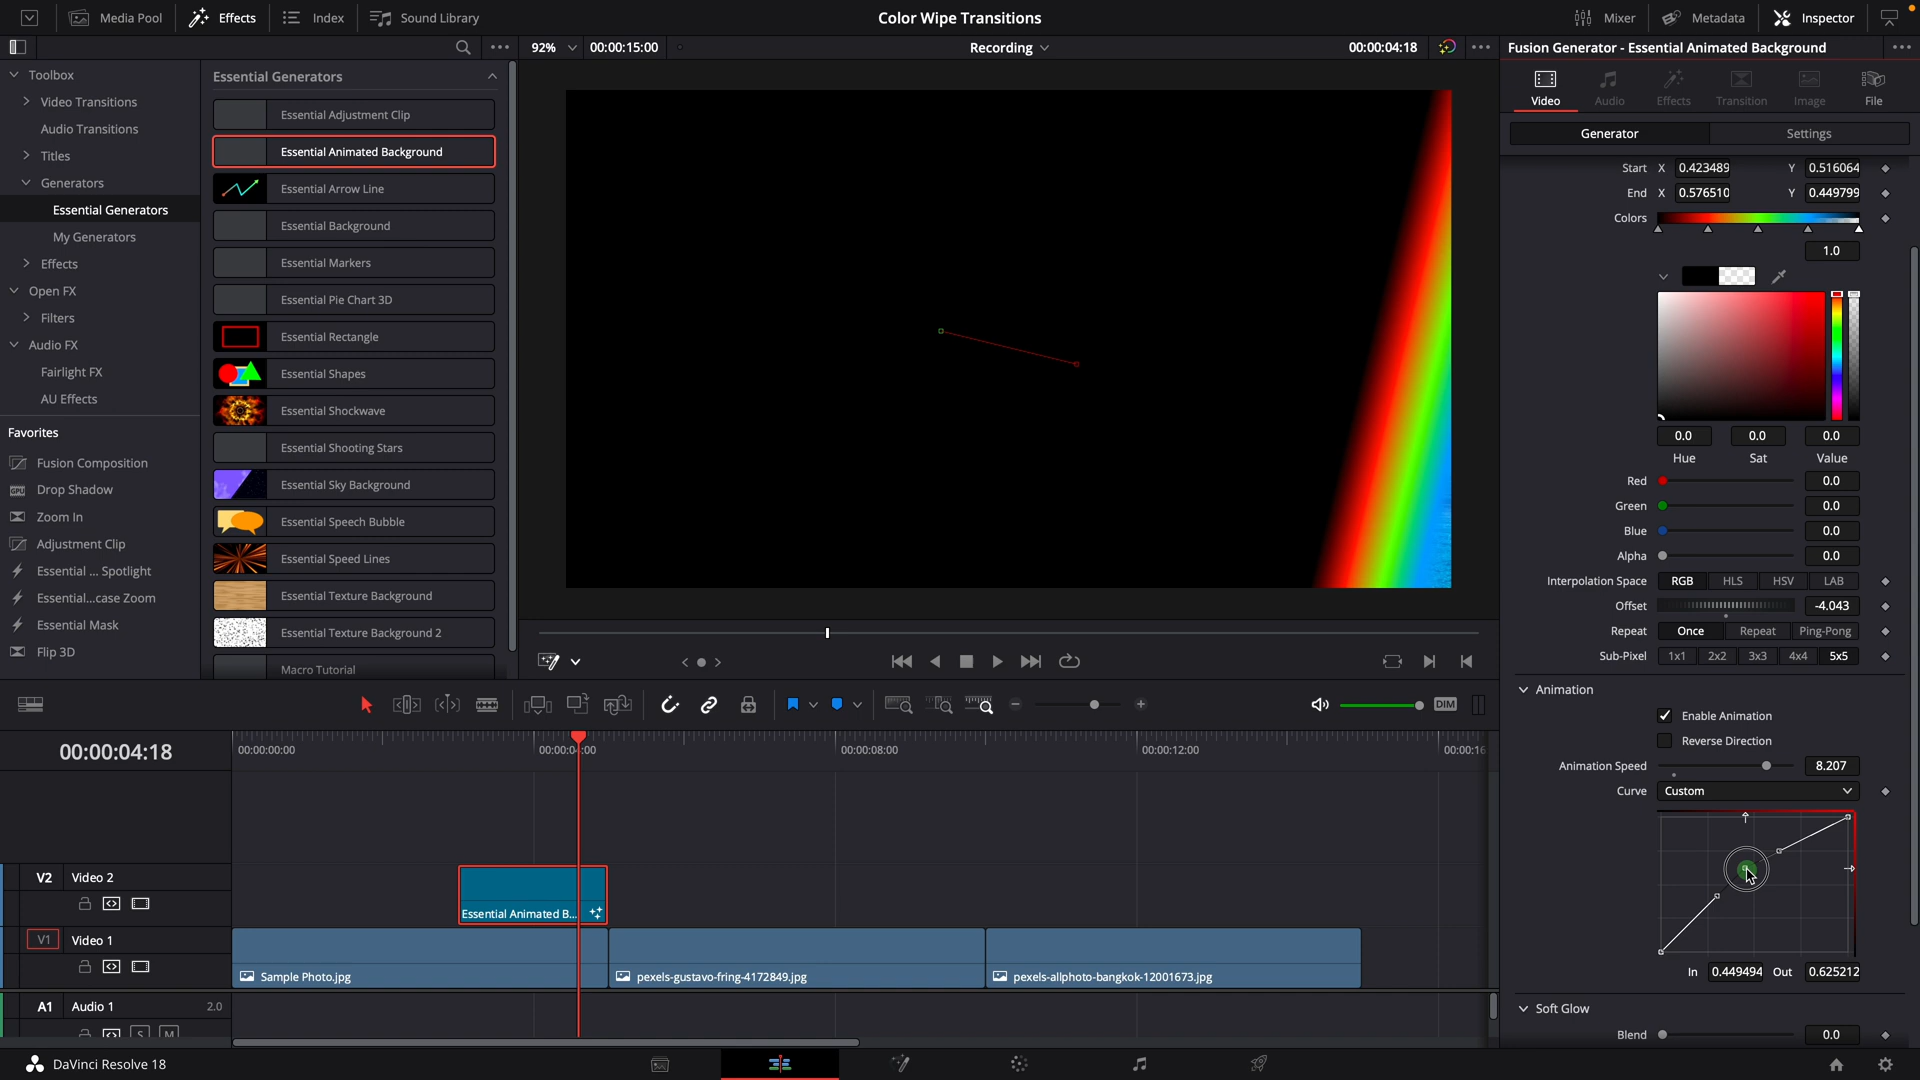 Media Pool
Effects
Index
Sound Library
Color Wipe Transitions
Mixer
Metadata
Inspector
92%
00:00:15:00
Recording
00:00:04:18
Fusion Generator - Essential Animated Background
Toolbox
Video Transitions
Audio Transitions
Titles
Generators
Essential Generators
My Generators
Effects
Open FX
Filters
Audio FX
Fairlight FX
AU Effects
Favorites
Fusion Composition
Drop Shadow
Zoom In
Adjustment Clip
Essential ... Spotlight
Essential...case Zoom
Essential Mask
Flip 3D
Essential Generators
Essential Adjustment Clip
Essential Animated Background
Essential Arrow Line
Essential Background
Essential Markers
Essential Pie Chart 3D
Essential Rectangle
Essential Shapes
Essential Shockwave
Essential Shooting Stars
Essential Sky Background
Essential Speech Bubble
Essential Speed Lines
Essential Texture Background
Essential Texture Background 2
Macro Tutorial
Video
Audio
Effects
Transition
Image
File
Generator
Settings
Start X 0.423489 Y 0.516064
End X 0.576510 Y 0.449799
Colors
1.0
0.0 0.0 0.0
Hue Sat Value
Red 0.0
Green 0.0
Blue 0.0
Alpha 0.0
Interpolation Space RGB HLS HSV LAB
Offset -4.043
Repeat Once Repeat Ping-Pong
Sub-Pixel 1x1 2x2 3x3 4x4 5x5
Animation
Enable Animation
Reverse Direction
Animation Speed 8.207
Curve Custom
In 0.449494 Out 0.625212
Soft Glow
Blend 0.0
DIM
00:00:04:18
00:00:00:00
00:00:04:00
00:00:08:00
00:00:12:00
00:00:16
V2 Video 2
Essential Animated B...
V1 Video 1
Sample Photo.jpg
pexels-gustavo-fring-4172849.jpg
pexels-allphoto-bangkok-12001673.jpg
A1 Audio 1 2.0
S M
DaVinci Resolve 18